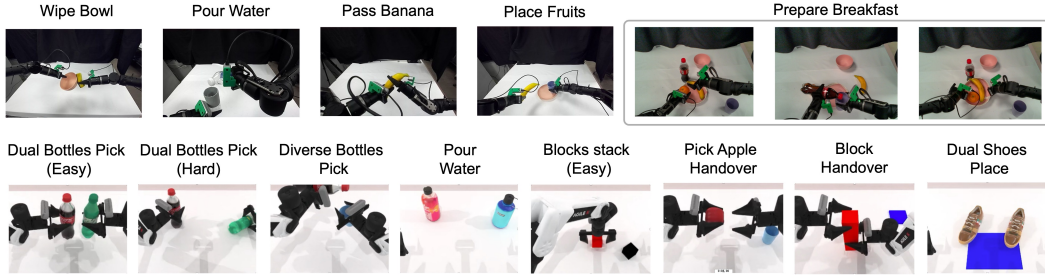 Wipe Bowl
Pour Water
Pass Banana
Place Fruits
Prepare Breakfast
Dual Bottles Pick
(Easy)
Dual Bottles Pick
(Hard)
Diverse Bottles
Pick
Pour
Water
Blocks stack
(Easy)
Pick Apple
Handover
Block
Handover
Dual Shoes
Place